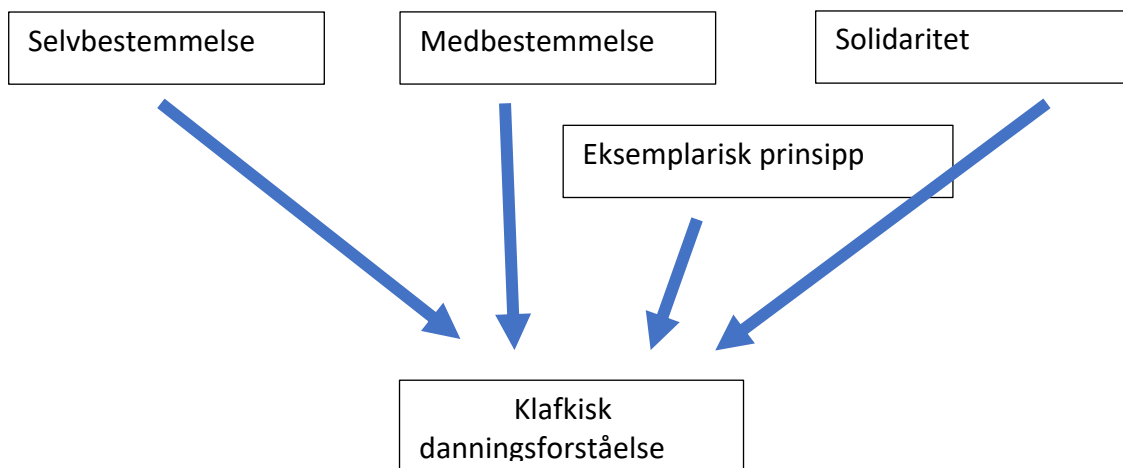 Selvbestemmelse
Medbestemmelse
Solidaritet
Eksemplarisk prinsipp
Klafkisk
danningsforståelse